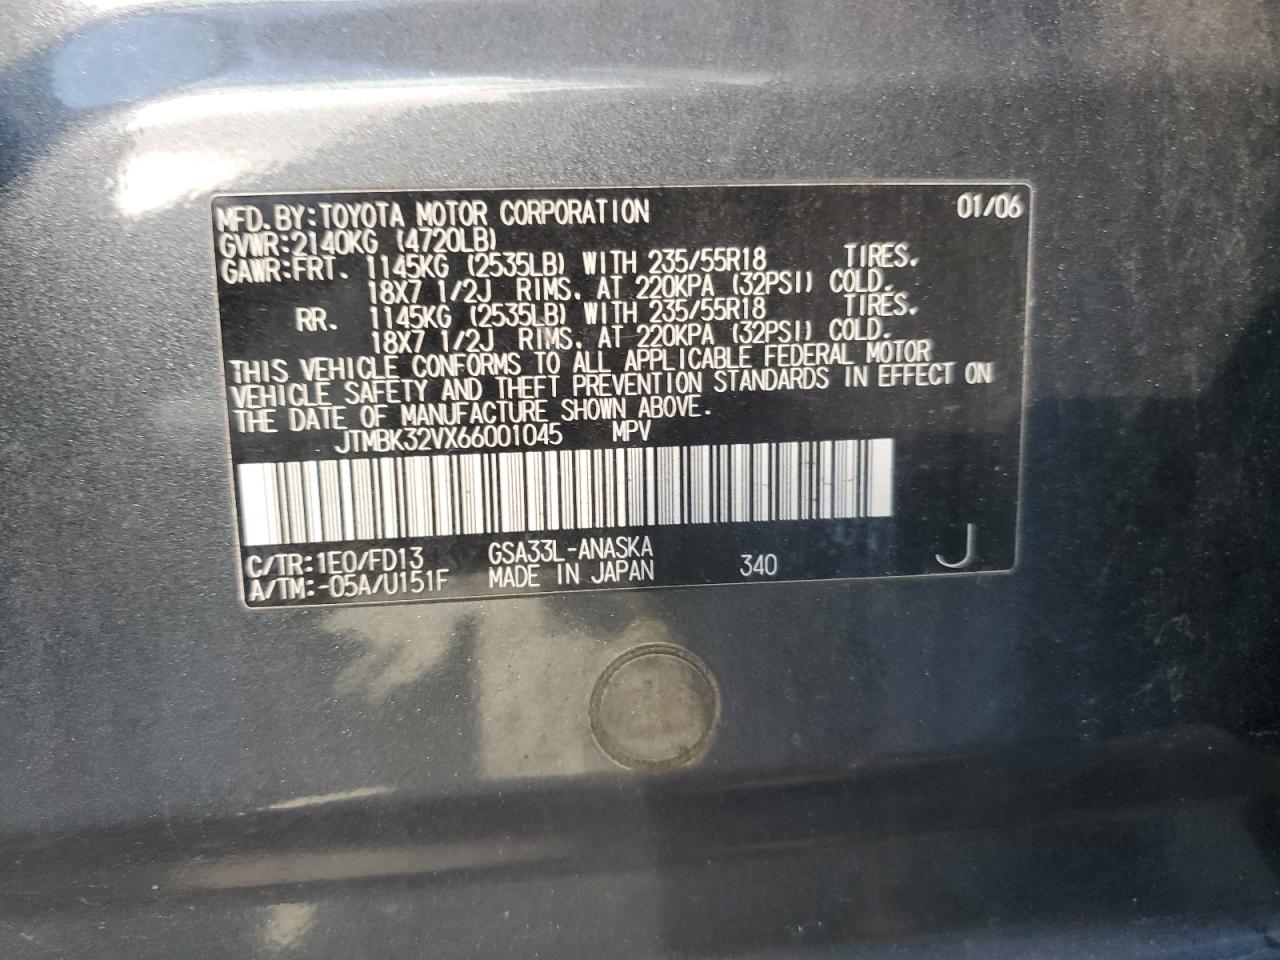 MFD. BY: TOYOTA MOTOR CORPORATION 01/06
GVWR: 2140KG (4720LB)
GAWR: FRT. 1145KG (2535LB) WITH 235/55R18 TIRES.
18X7 1/2J RIMS, AT 220KPA (32PSI) COLD.
RR. 1145KG (2535LB) WITH 235/55R18 TIRES.
18X7 1/2J RIMS, AT 220KPA (32PSI) COLD.
THIS VEHICLE CONFORMS TO ALL APPLICABLE FEDERAL MOTOR
VEHICLE SAFETY AND THEFT PREVENTION STANDARDS IN EFFECT ON
THE DATE OF MANUFACTURE SHOWN ABOVE.
JTMBK32VX66001045 MPV
C/TR: 1E0/FD13 GSA33L-ANASKA
A/TM: -05A/U151F MADE IN JAPAN 340 J